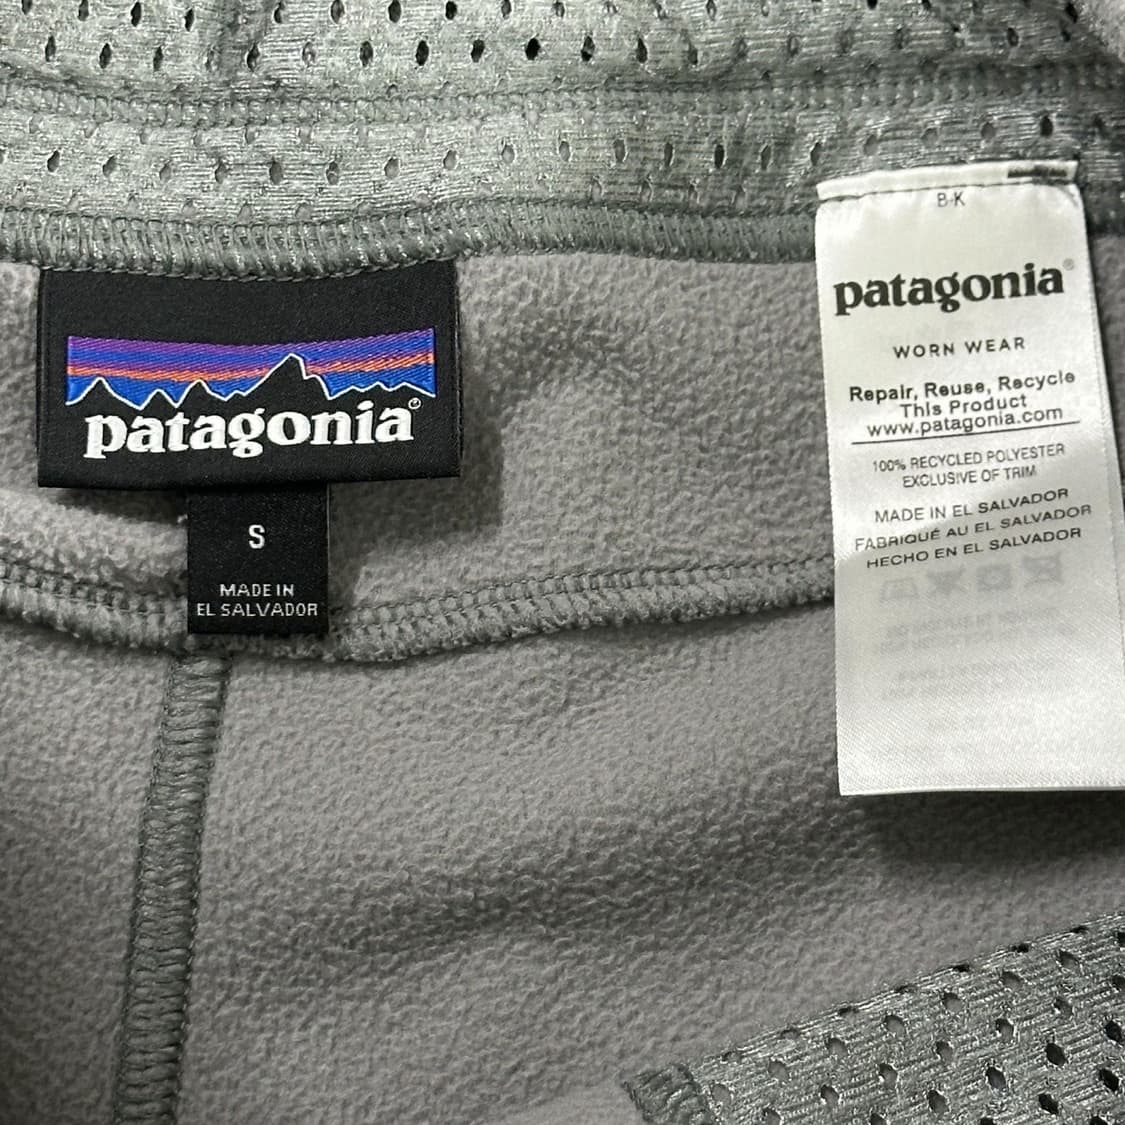 patagonia®
S
MADE IN
EL SALVADOR
B-K
patagonia®
WORN WEAR
Repair, Reuse, Recycle
This Product
www.patagonia.com
100% RECYCLED POLYESTER
EXCLUSIVE OF TRIM
MADE IN EL SALVADOR
FABRIQUÉ AU EL SALVADOR
HECHO EN EL SALVADOR